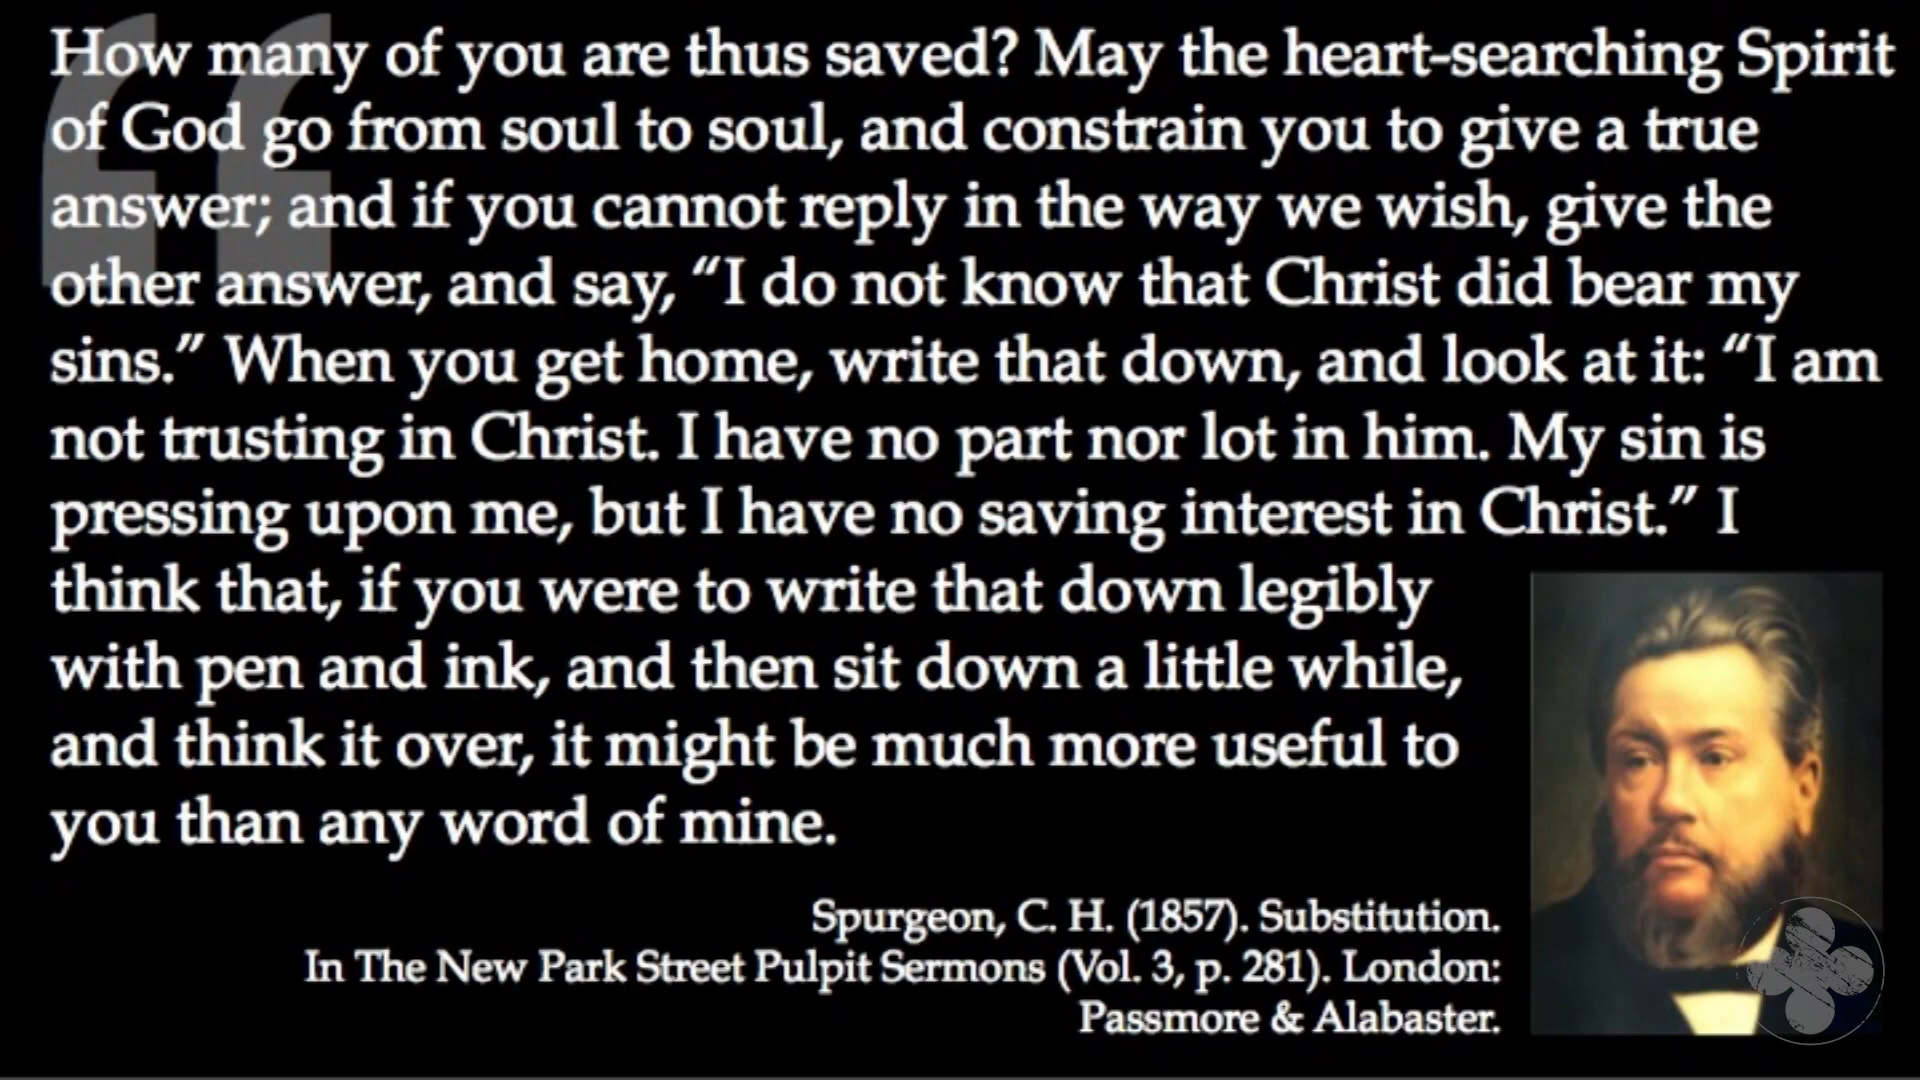 How many of you are thus saved? May the heart-searching Spirit
of God go from soul to soul, and constrain you to give a true
answer; and if you cannot reply in the way we wish, give the
other answer, and say, “I do not know that Christ did bear my
sins.” When you get home, write that down, and look at it: “I am
not trusting in Christ. I have no part nor lot in him. My sin is
pressing upon me, but I have no saving interest in Christ.” I
think that, if you were to write that down legibly
with pen and ink, and then sit down a little while,
and think it over, it might be much more useful to
you than any word of mine.
Spurgeon, C. H. (1857). Substitution.
In The New Park Street Pulpit Sermons (Vol. 3, p. 281). London:
Passmore & Alabaster.